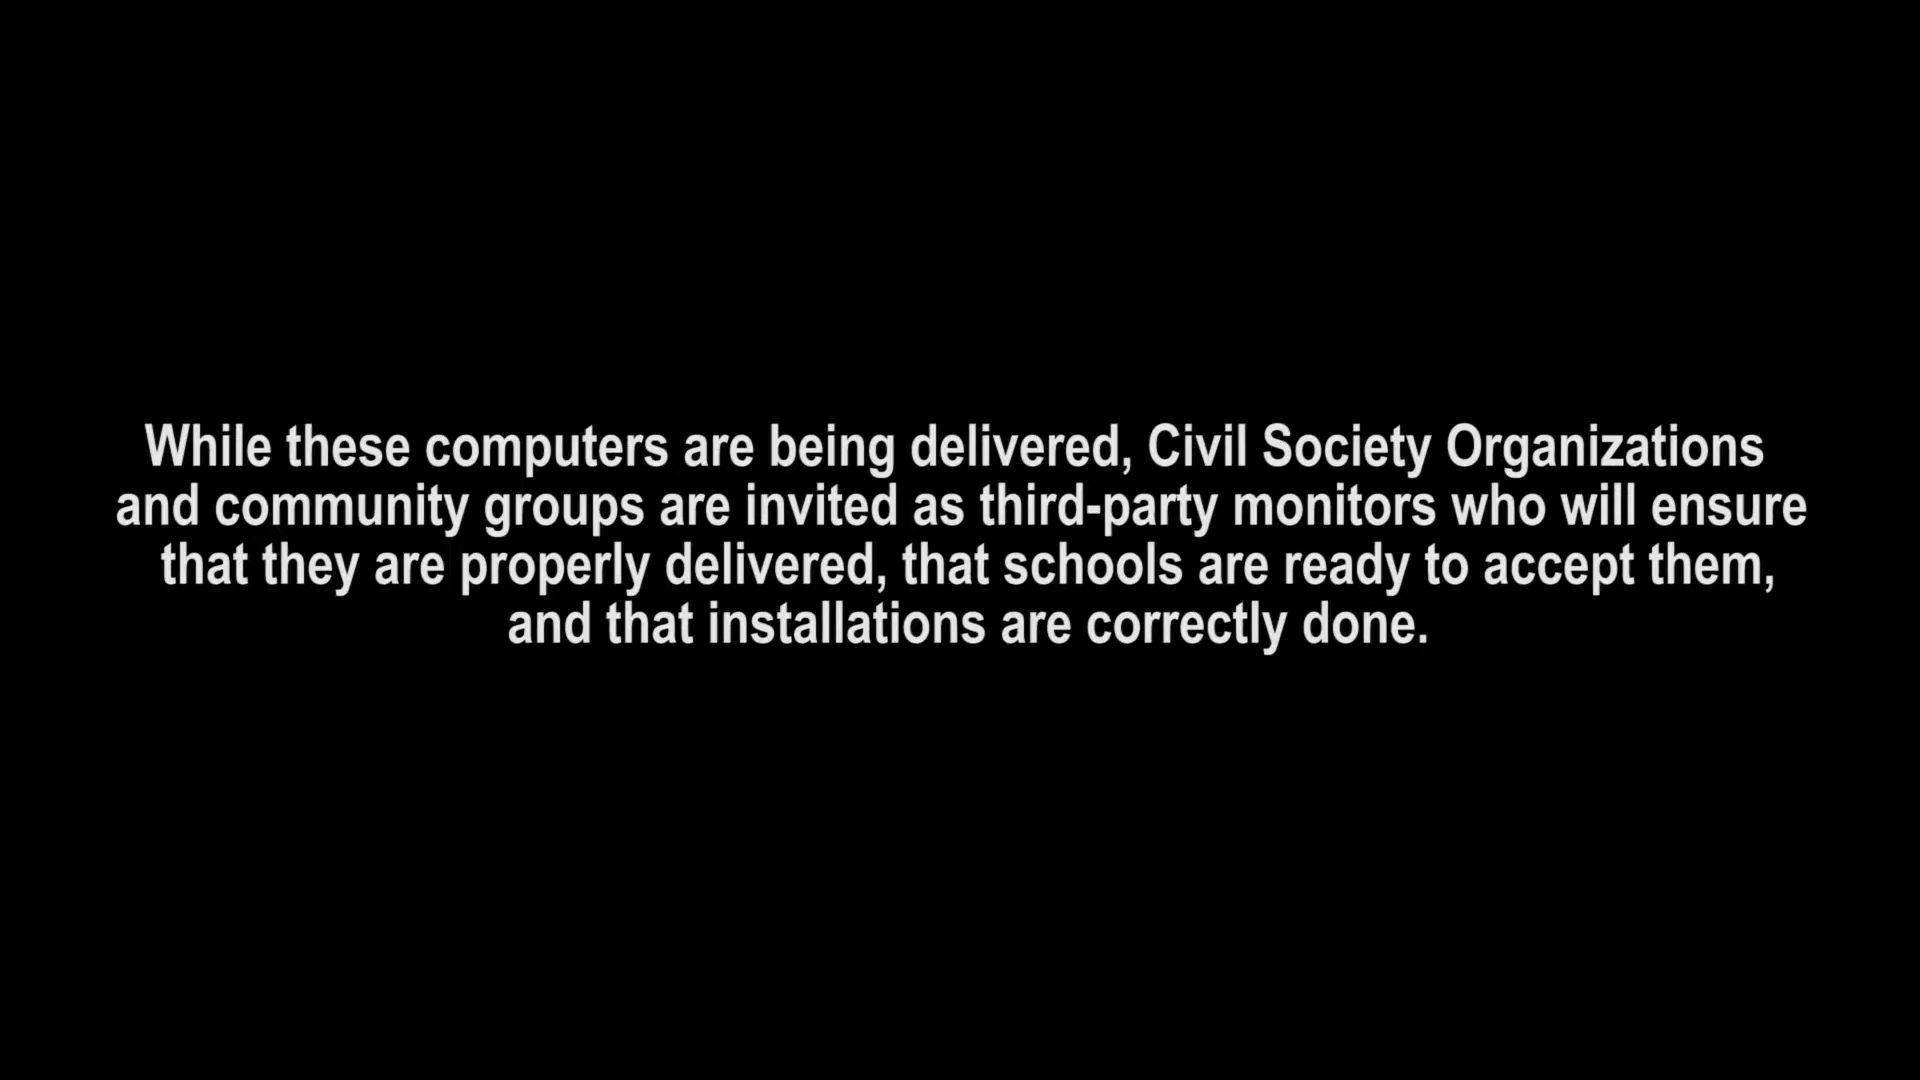 While these computers are being delivered, Civil Society Organizations
and community groups are invited as third-party monitors who will ensure
that they are properly delivered, that schools are ready to accept them,
and that installations are correctly done.